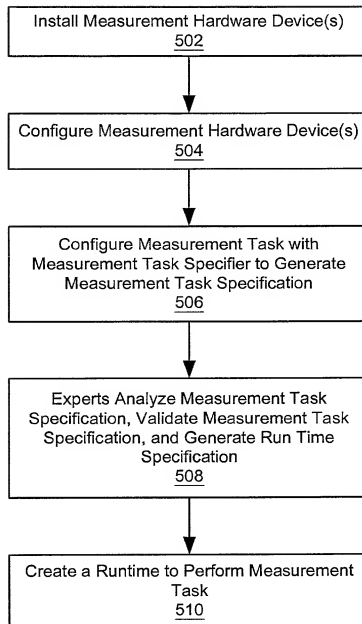 Install Measurement Hardware Device(s)
502
Configure Measurement Hardware Device(s)
504
Configure Measurement Task with
Measurement Task Specifier to Generate
Measurement Task Specification
506
Experts Analyze Measurement Task
Specification, Validate Measurement Task
Specification, and Generate Run Time
Specification
508
Create a Runtime to Perform Measurement
Task
510